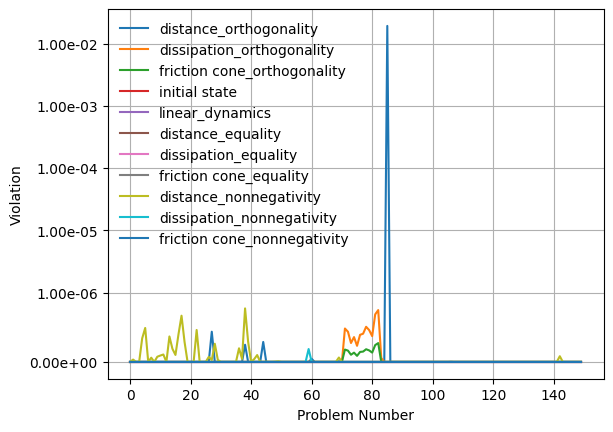 distance_orthogonality
dissipation_orthogonality
friction cone_orthogonality
initial state
linear_dynamics
distance_equality
dissipation_equality
friction cone_equality
distance_nonnegativity
dissipation_nonnegativity
friction cone_nonnegativity
1.00e-02
1.00e-03
1.00e-04
1.00e-05
1.00e-06
0.00e+00
Violation
0 20 40 60 80 100 120 140
Problem Number